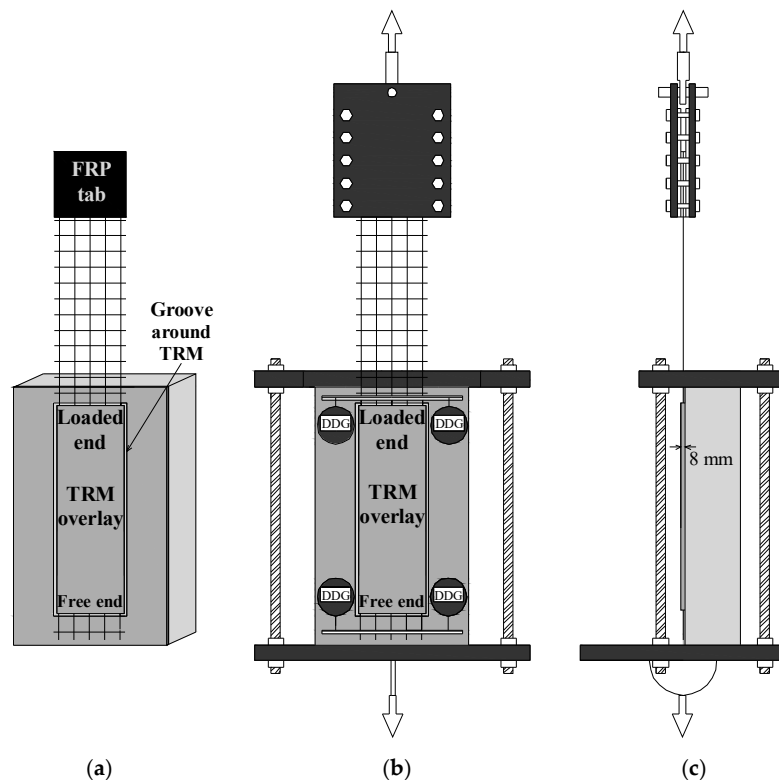 FRP
tab
Groove
around
TRM
Loaded
end
TRM
overlay
Free end
DDG
Loaded
end
DDG
TRM
overlay
DDG
Free end
DDG
8 mm
(a)
(b)
(c)